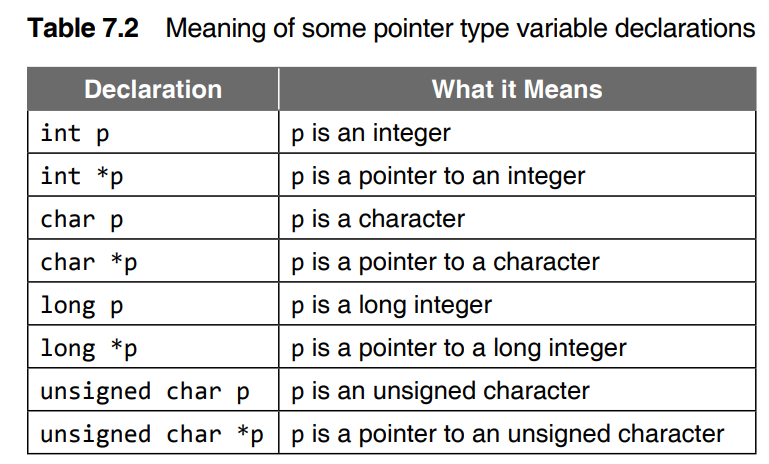 Table 7.2 Meaning of some pointer type variable declarations
Declaration What it Means
int p p is an integer
int *p p is a pointer to an integer
char p p is a character
char *p p is a pointer to a character
long p p is a long integer
long *p p is a pointer to a long integer
unsigned char p p is an unsigned character
unsigned char *p p is a pointer to an unsigned character